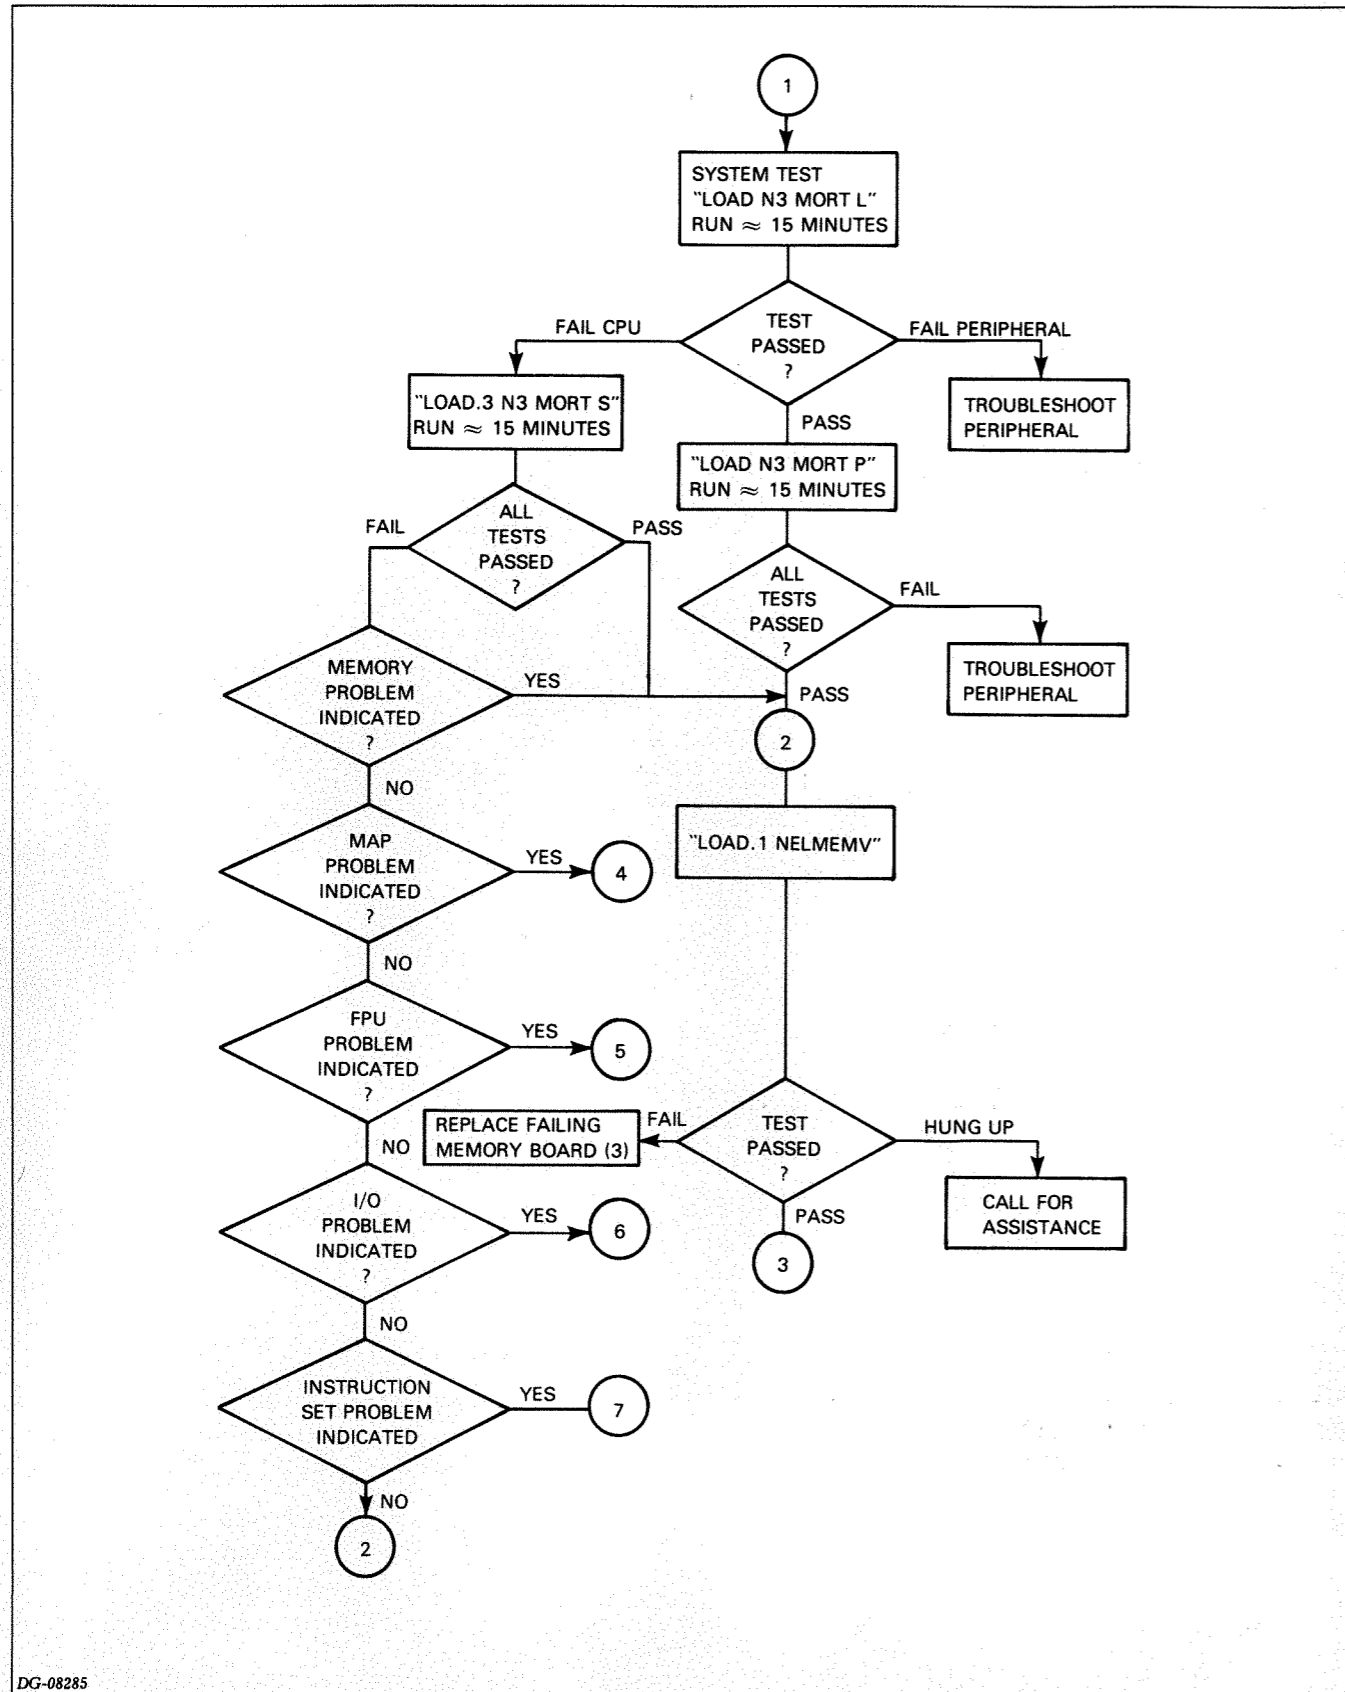 1
SYSTEM TEST
"LOAD N3 MORT L"
RUN ≈ 15 MINUTES
TEST
PASSED
?
FAIL CPU
FAIL PERIPHERAL
"LOAD.3 N3 MORT S"
RUN ≈ 15 MINUTES
TROUBLESHOOT
PERIPHERAL
PASS
"LOAD N3 MORT P"
RUN ≈ 15 MINUTES
ALL
TESTS
PASSED
?
FAIL
PASS
ALL
TESTS
PASSED
?
FAIL
TROUBLESHOOT
PERIPHERAL
PASS
MEMORY
PROBLEM
INDICATED
?
YES
2
NO
"LOAD.1 NELMEMV"
MAP
PROBLEM
INDICATED
?
YES
4
NO
FPU
PROBLEM
INDICATED
?
YES
5
NO
REPLACE FAILING
MEMORY BOARD (3)
FAIL
TEST
PASSED
?
HUNG UP
CALL FOR
ASSISTANCE
PASS
3
I/O
PROBLEM
INDICATED
?
YES
6
NO
INSTRUCTION
SET PROBLEM
INDICATED
YES
7
NO
2
DG-08285